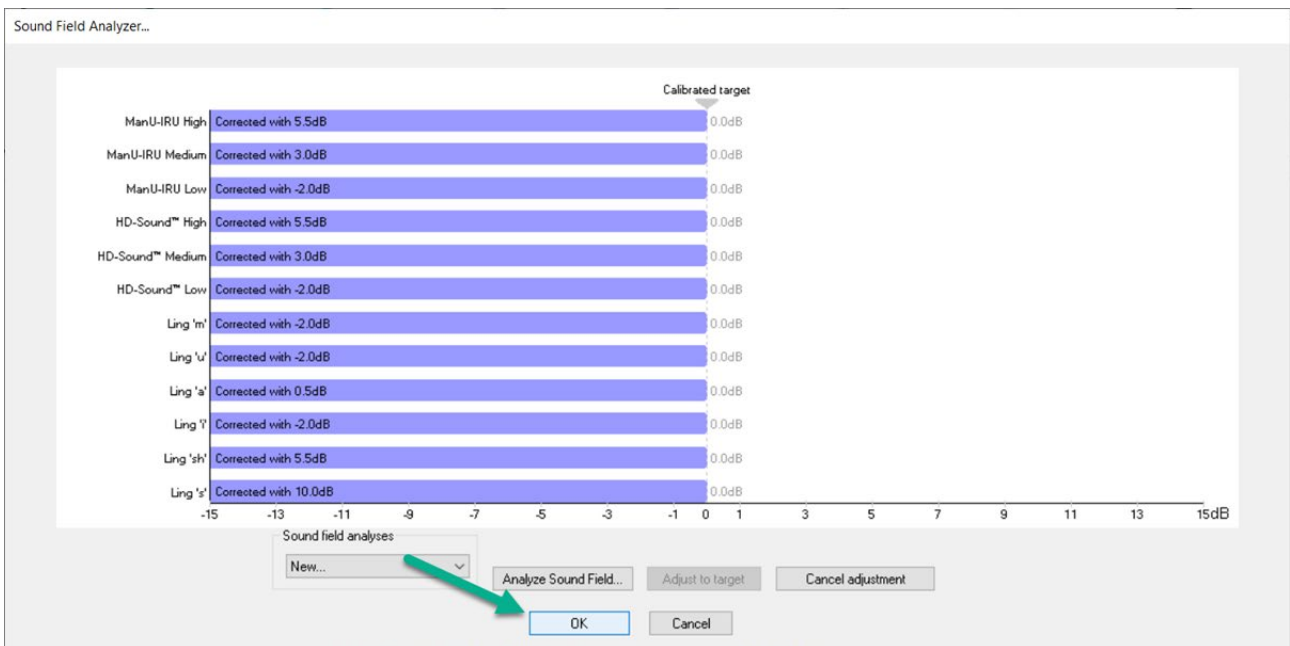 Sound Field Analyzer...
Calibrated target
ManU-IRU High Corrected with 5.5dB 0.0dB
ManU-IRU Medium Corrected with 3.0dB 0.0dB
ManU-IRU Low Corrected with -2.0dB 0.0dB
HD-Sound™ High Corrected with 5.5dB 0.0dB
HD-Sound™ Medium Corrected with 3.0dB 0.0dB
HD-Sound™ Low Corrected with -2.0dB 0.0dB
Ling 'm' Corrected with -2.0dB 0.0dB
Ling 'u' Corrected with -2.0dB 0.0dB
Ling 'a' Corrected with 0.5dB 0.0dB
Ling 'i' Corrected with -2.0dB 0.0dB
Ling 'sh' Corrected with 5.5dB 0.0dB
Ling 's' Corrected with 10.0dB 0.0dB
-15 -13 -11 -9 -7 -5 -3 -1 0 1 3 5 7 9 11 13 15dB
Sound field analyses
New... Analyze Sound Field... Adjust to target Cancel adjustment
OK Cancel